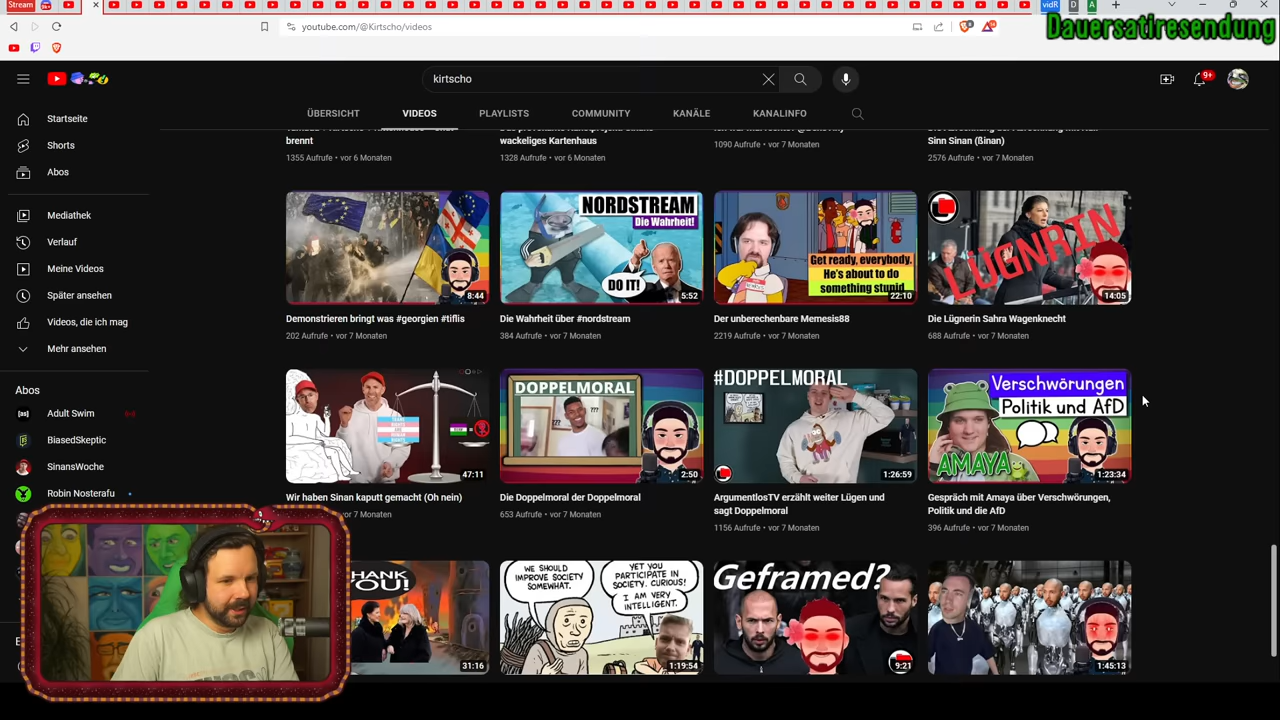 Stream
9+
vidR
D
A
Dauersatiresendung
youtube.com/@Kirtscho/videos
kirtscho
9+
ÜBERSICHT
VIDEOS
PLAYLISTS
COMMUNITY
KANÄLE
KANALINFO
Startseite
Shorts
Abos
Mediathek
Verlauf
Meine Videos
Später ansehen
Videos, die ich mag
Mehr ansehen
Abos
Adult Swim
BiasedSkeptic
SinansWoche
Robin Nosterafu
brennt
1355 Aufrufe • vor 6 Monaten
wackeliges Kartenhaus
1328 Aufrufe • vor 6 Monaten
1090 Aufrufe • vor 7 Monaten
Sinn Sinan (ßinan)
2576 Aufrufe • vor 7 Monaten
8:44
Demonstrieren bringt was #georgien #tiflis
202 Aufrufe • vor 7 Monaten
NORDSTREAM
Die Wahrheit!
DO IT!
5:52
Die Wahrheit über #nordstream
384 Aufrufe • vor 7 Monaten
Get ready, everybody.
He's about to do
something stupid
22:10
Der unberechenbare Memesis88
2219 Aufrufe • vor 7 Monaten
LÜGNRIN
14:05
Die Lügnerin Sahra Wagenknecht
688 Aufrufe • vor 7 Monaten
47:11
Wir haben Sinan kaputt gemacht (Oh nein)
vor 7 Monaten
DOPPELMORAL
???
???
2:50
Die Doppelmoral der Doppelmoral
653 Aufrufe • vor 7 Monaten
#DOPPELMORAL
1:26:59
ArgumentlosTV erzählt weiter Lügen und
sagt Doppelmoral
1156 Aufrufe • vor 7 Monaten
Verschwörungen
Politik und AfD
AMAYA
1:23:34
Gespräch mit Amaya über Verschwörungen,
Politik und die AfD
396 Aufrufe • vor 7 Monaten
YOU!
31:16
WE SHOULD
IMPROVE SOCIETY
SOMEWHAT.
YET YOU
PARTICIPATE IN
SOCIETY. CURIOUS!
I AM VERY
INTELLIGENT.
1:19:54
Geframed?
9:21
1:45:13